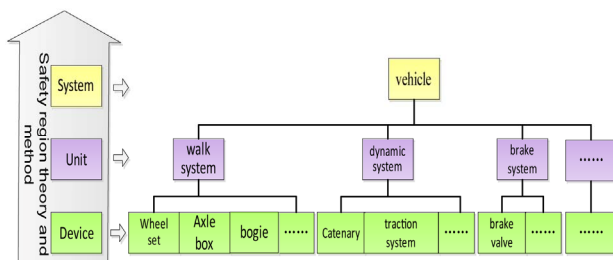 Safety region theory and
method
System
Unit
Device
vehicle
walk
system
dynamic
system
brake
system
······
Wheel
set
Axle
box
bogie
······
Catenary
traction
system
······
brake
valve
······
······